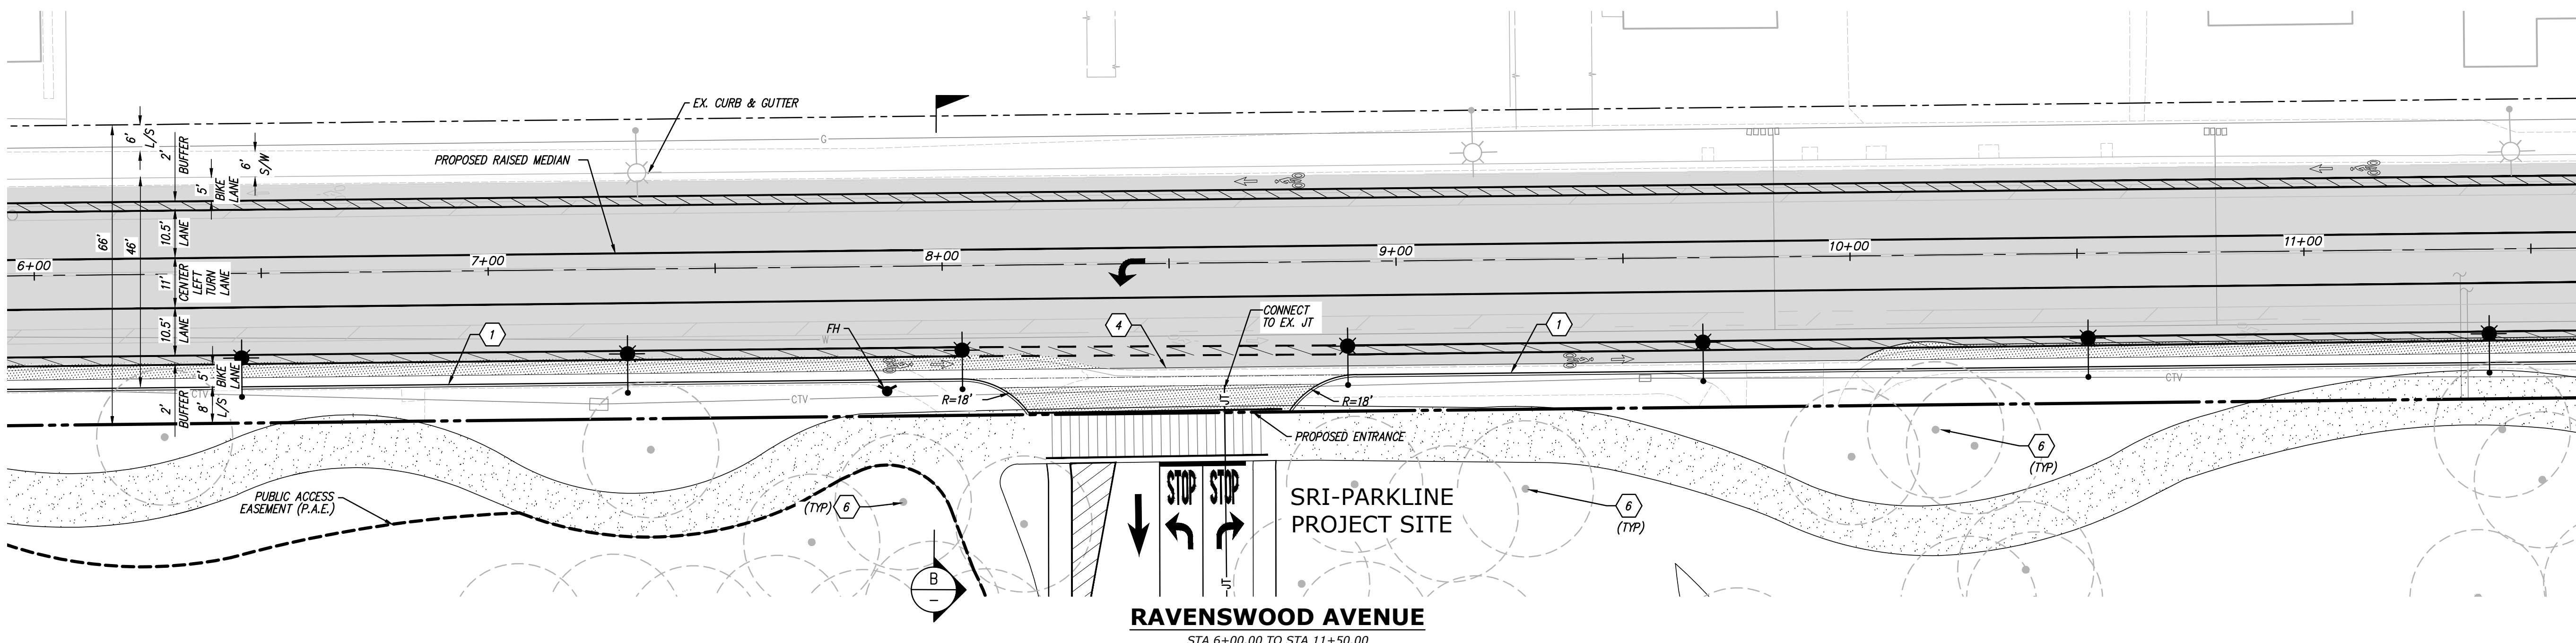 EX. CURB & GUTTER
PROPOSED RAISED MEDIAN
G
6'
L/S
2'
BUFFER
6'
S/W
5'
BIKE
LANE
66'
46'
10.5'
LANE
11'
CENTER
LEFT
TURN
LANE
10.5'
LANE
5'
BIKE
LANE
2'
BUFFER
8'
L/S
6+00
7+00
8+00
9+00
10+00
11+00
1
FH
W
4
CONNECT
TO EX. JT
1
CTV
CTV
CTV
R=18'
R=18'
JT
PROPOSED ENTRANCE
PUBLIC ACCESS
EASEMENT (P.A.E.)
(TYP) 6
STOP STOP
SRI-PARKLINE
PROJECT SITE
6
(TYP)
6
(TYP)
JT
B
–
RAVENSWOOD AVENUE
STA 6+00.00 TO STA 11+50.00